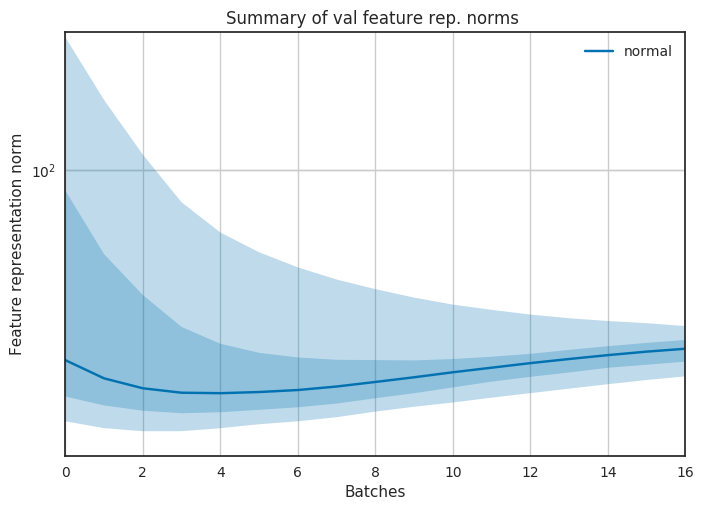 Summary of val feature rep. norms
normal
Feature representation norm
10²
0 2 4 6 8 10 12 14 16
Batches